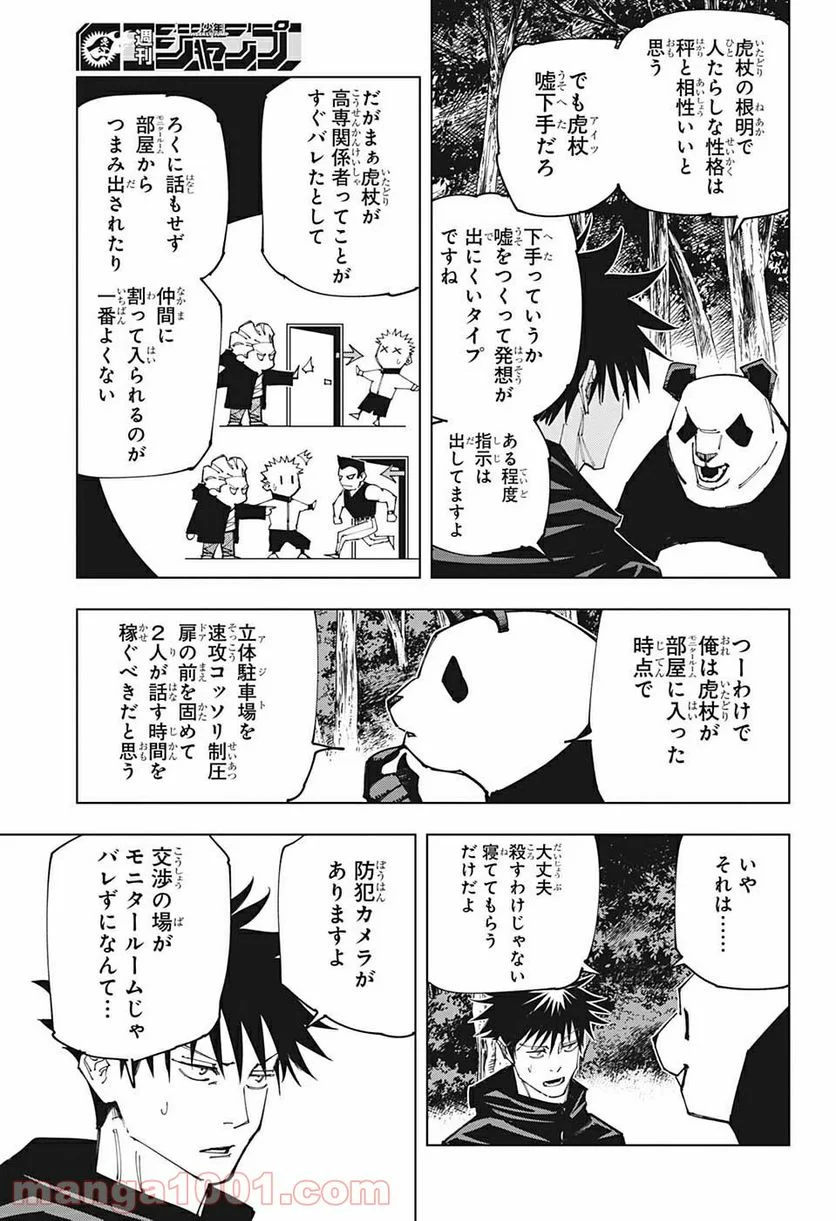 週刊少年ジャンプ
虎杖の根明で
人たらしな性格は
秤と相性いいと
思う
でも虎杖
嘘下手だろ
下手っていうか
嘘をつくって発想が
出にくいタイプ
ですね
ある程度
指示は
出してますよ
だがまぁ虎杖が
高専関係者ってことが
すぐバレたとして
ろくに話もせず
部屋から
つまみ出されたり
仲間に
割って入られるのが
一番よくない
つーわけで
俺は虎杖が
部屋に入った
時点で
立体駐車場を
速攻コッソリ制圧
扉の前を固めて
2人が話す時間を
稼ぐべきだと思う
いや
それは……
大丈夫
殺すわけじゃない
寝ててもらう
だけだよ
防犯カメラが
ありますよ
交渉の場が
モニタールームじゃ
バレずになんて…
manga1001.com